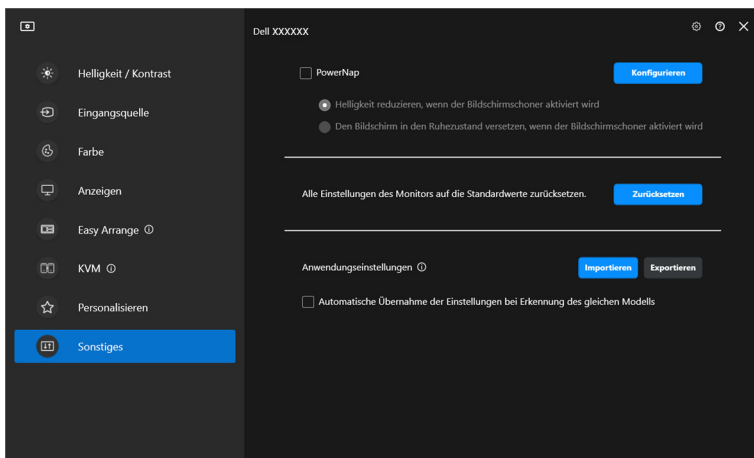 Dell XXXXXX
Helligkeit / Kontrast
Eingangsquelle
Farbe
Anzeigen
Easy Arrange
KVM
Personalisieren
Sonstiges
PowerNap
Konfigurieren
Helligkeit reduzieren, wenn der Bildschirmschoner aktiviert wird
Den Bildschirm in den Ruhezustand versetzen, wenn der Bildschirmschoner aktiviert wird
Alle Einstellungen des Monitors auf die Standardwerte zurücksetzen.
Zurücksetzen
Anwendungseinstellungen
Importieren
Exportieren
Automatische Übernahme der Einstellungen bei Erkennung des gleichen Modells